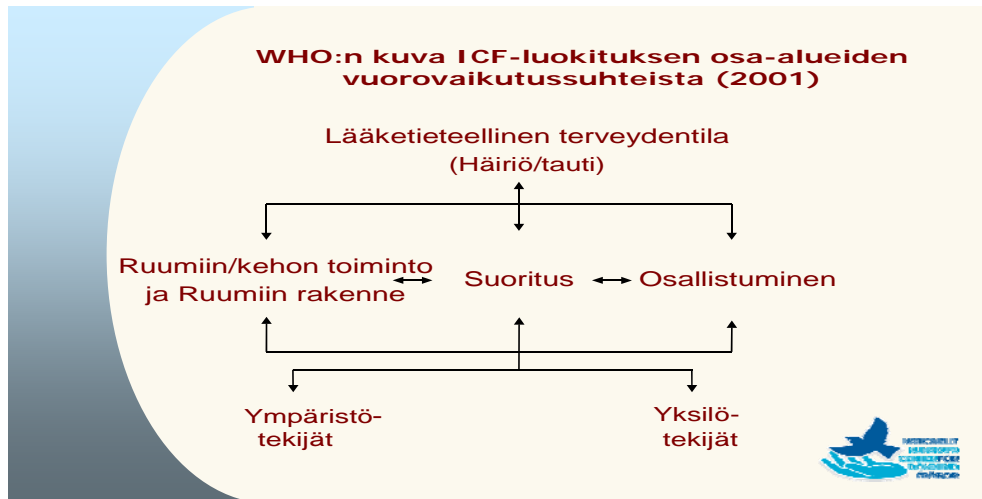 WHO:n kuva ICF-luokituksen osa-alueiden
vuorovaikutussuhteista (2001)
Lääketieteellinen terveydentila
(Häiriö/tauti)
Ruumiin/kehon toiminto
ja Ruumiin rakenne
Suoritus
Osallistuminen
Ympäristö-
tekijät
Yksilö-
tekijät